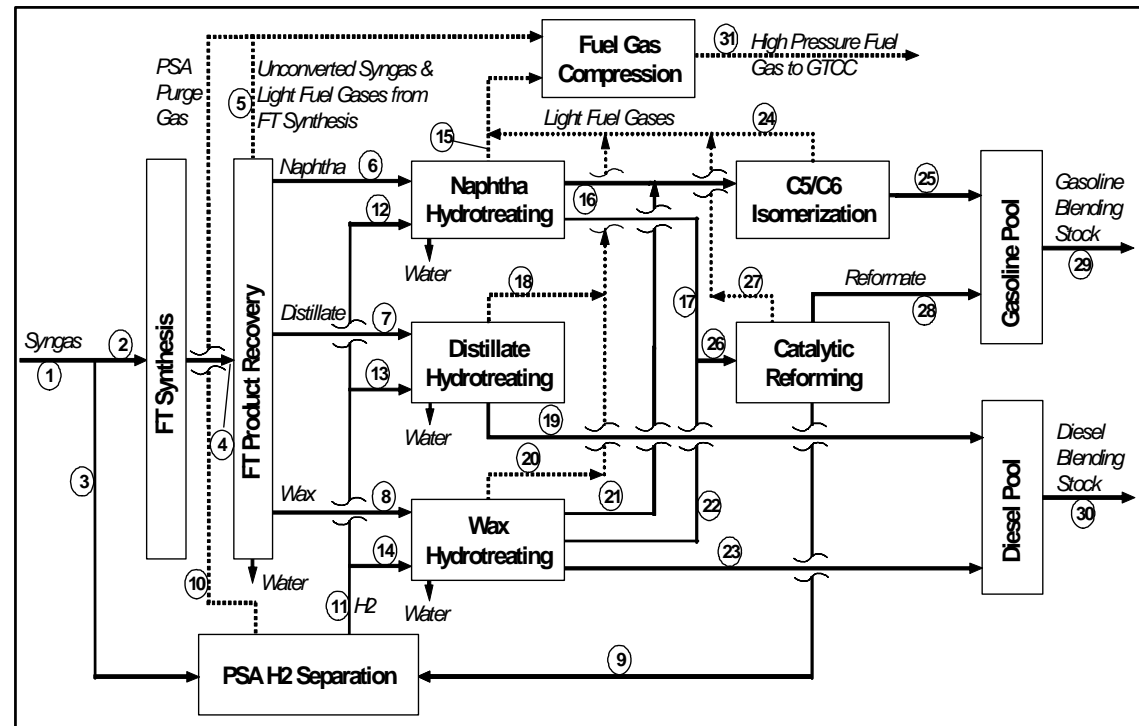 31
High Pressure Fuel
Gas to GTCC
Fuel Gas
Compression
PSA
Purge
Gas
5
Unconverted Syngas &
Light Fuel Gases from
FT Synthesis
15
Light Fuel Gases
24
Naphtha
6
Naphtha
Hydrotreating
16
C5/C6
Isomerization
25
Gasoline
Blending
Stock
29
Gasoline Pool
12
Water
18
17
27
Reformate
28
Syngas
1
2
FT Synthesis
4
FT Product Recovery
Distillate
7
Distillate
Hydrotreating
26
Catalytic
Reforming
13
Water
19
3
20
Diesel
Blending
Stock
30
Diesel Pool
Wax
8
Wax
Hydrotreating
21
22
23
14
Water
Water
10
11
H2
PSA H2 Separation
9